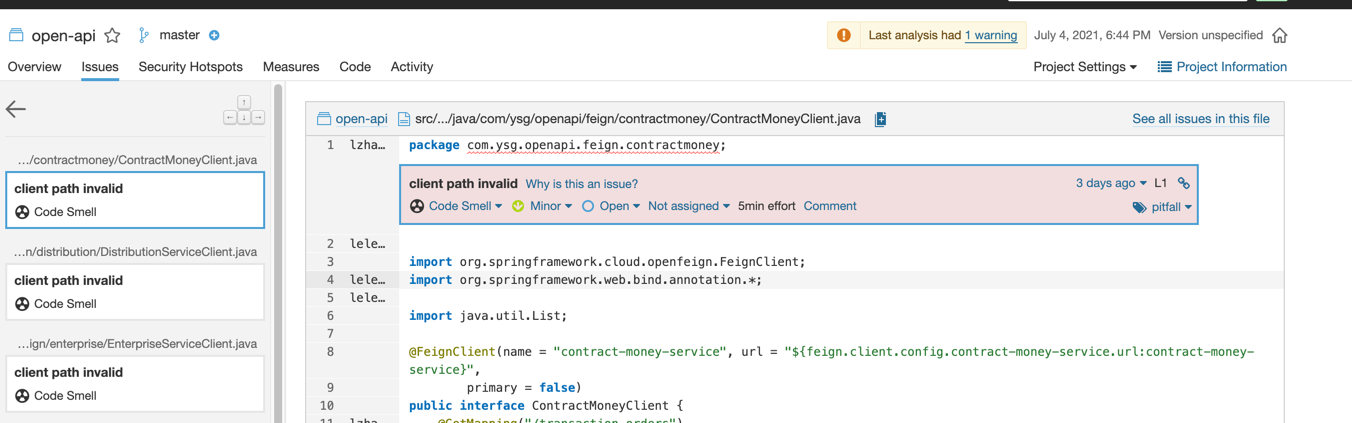 open-api master Last analysis had 1 warning July 4, 2021, 6:44 PM Version unspecified
Overview Issues Security Hotspots Measures Code Activity Project Settings Project Information
…/contractmoney/ContractMoneyClient.java
client path invalid
Code Smell
…n/distribution/DistributionServiceClient.java
client path invalid
Code Smell
…ign/enterprise/EnterpriseServiceClient.java
client path invalid
Code Smell
open-api src/.../java/com/ysg/openapi/feign/contractmoney/ContractMoneyClient.java See all issues in this file
1 lzha… package com.ysg.openapi.feign.contractmoney;
client path invalid Why is this an issue? 3 days ago L1
Code Smell Minor Open Not assigned 5min effort Comment pitfall
2 lele…
3 import org.springframework.cloud.openfeign.FeignClient;
4 lele… import org.springframework.web.bind.annotation.*;
5 lele…
6 import java.util.List;
7
8 @FeignClient(name = "contract-money-service", url = "${feign.client.config.contract-money-service.url:contract-money-
service}",
9 primary = false)
10 public interface ContractMoneyClient {
11 lzha… @GetMapping("/transaction-orders")